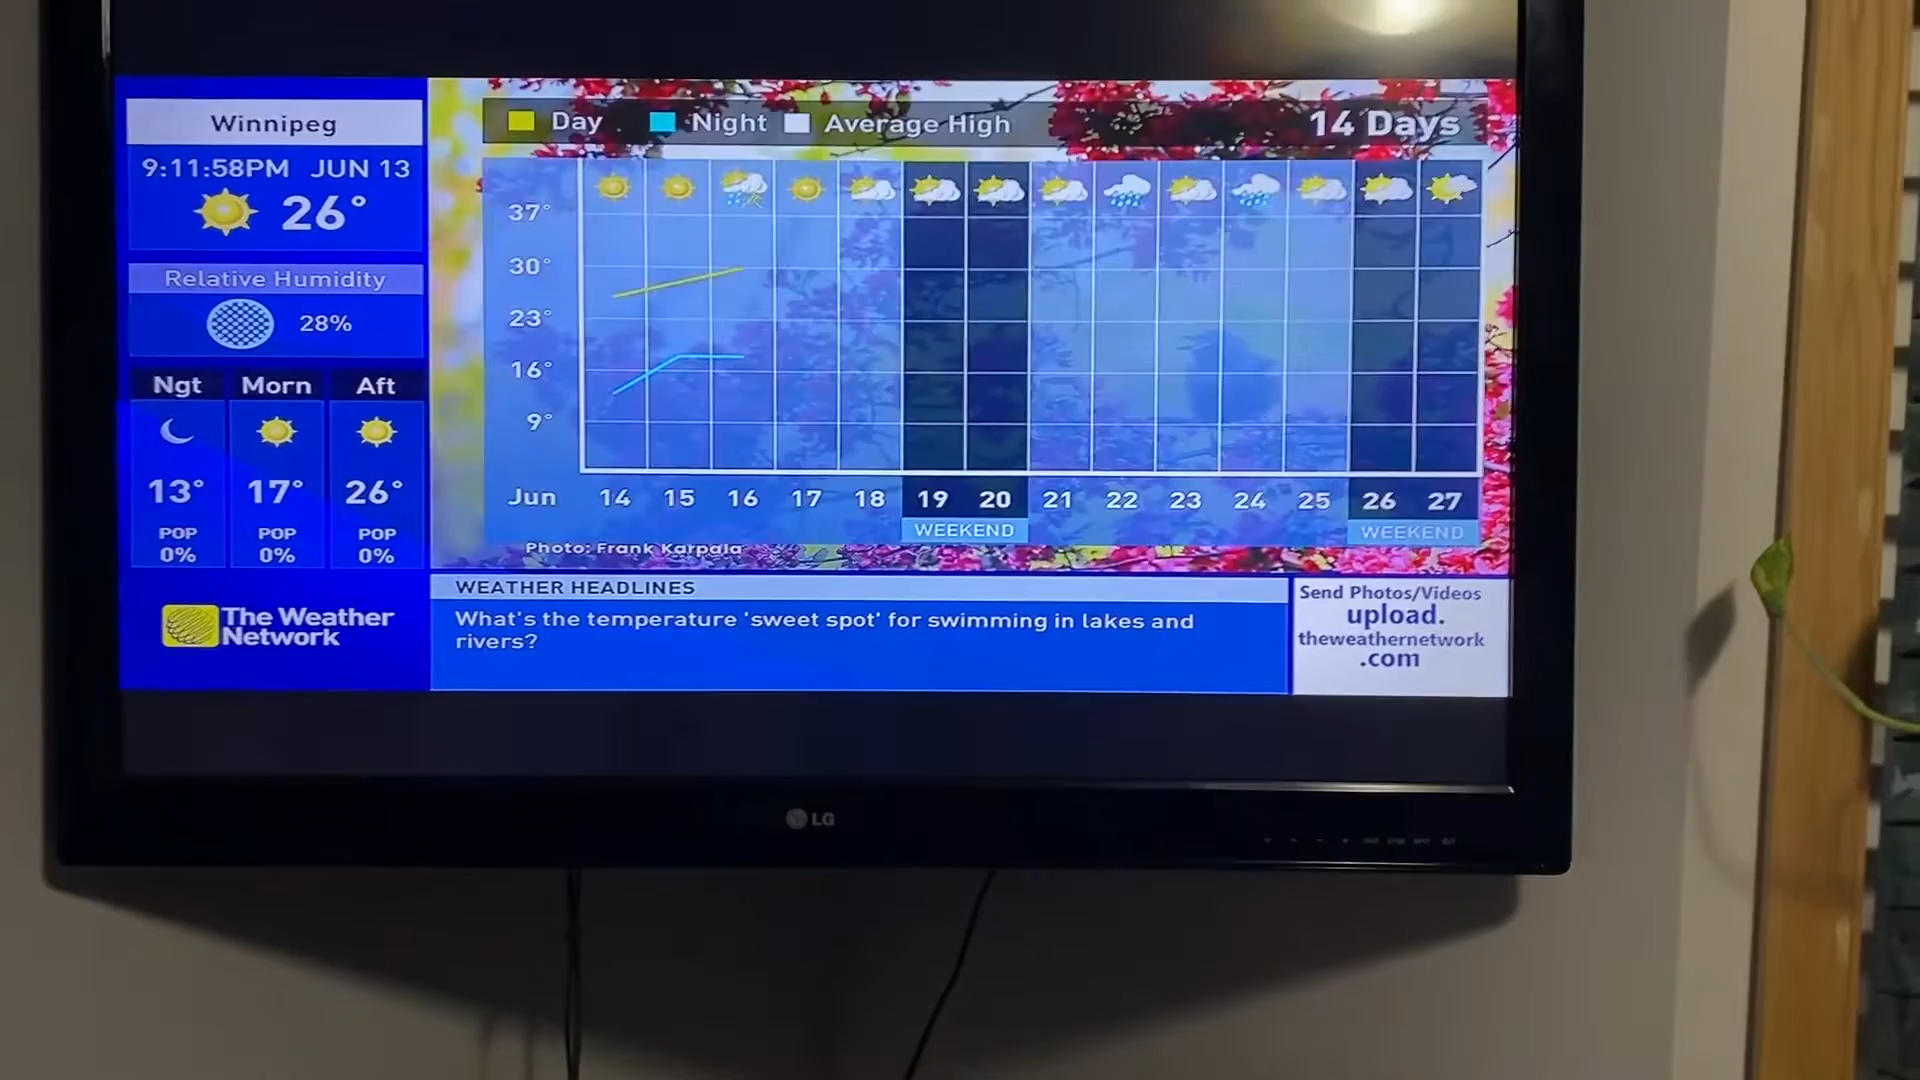 Winnipeg
9:11:58PM JUN 13
26°
Relative Humidity
28%
Ngt Morn Aft
13° 17° 26°
POP POP POP
0% 0% 0%
The Weather
Network
Day Night Average High 14 Days
37°
30°
23°
16°
9°
Jun 14 15 16 17 18 19 20 21 22 23 24 25 26 27
WEEKEND WEEKEND
Photo: Frank Karpala
WEATHER HEADLINES
What's the temperature 'sweet spot' for swimming in lakes and
rivers?
Send Photos/Videos
upload.
theweathernetwork
.com
LG